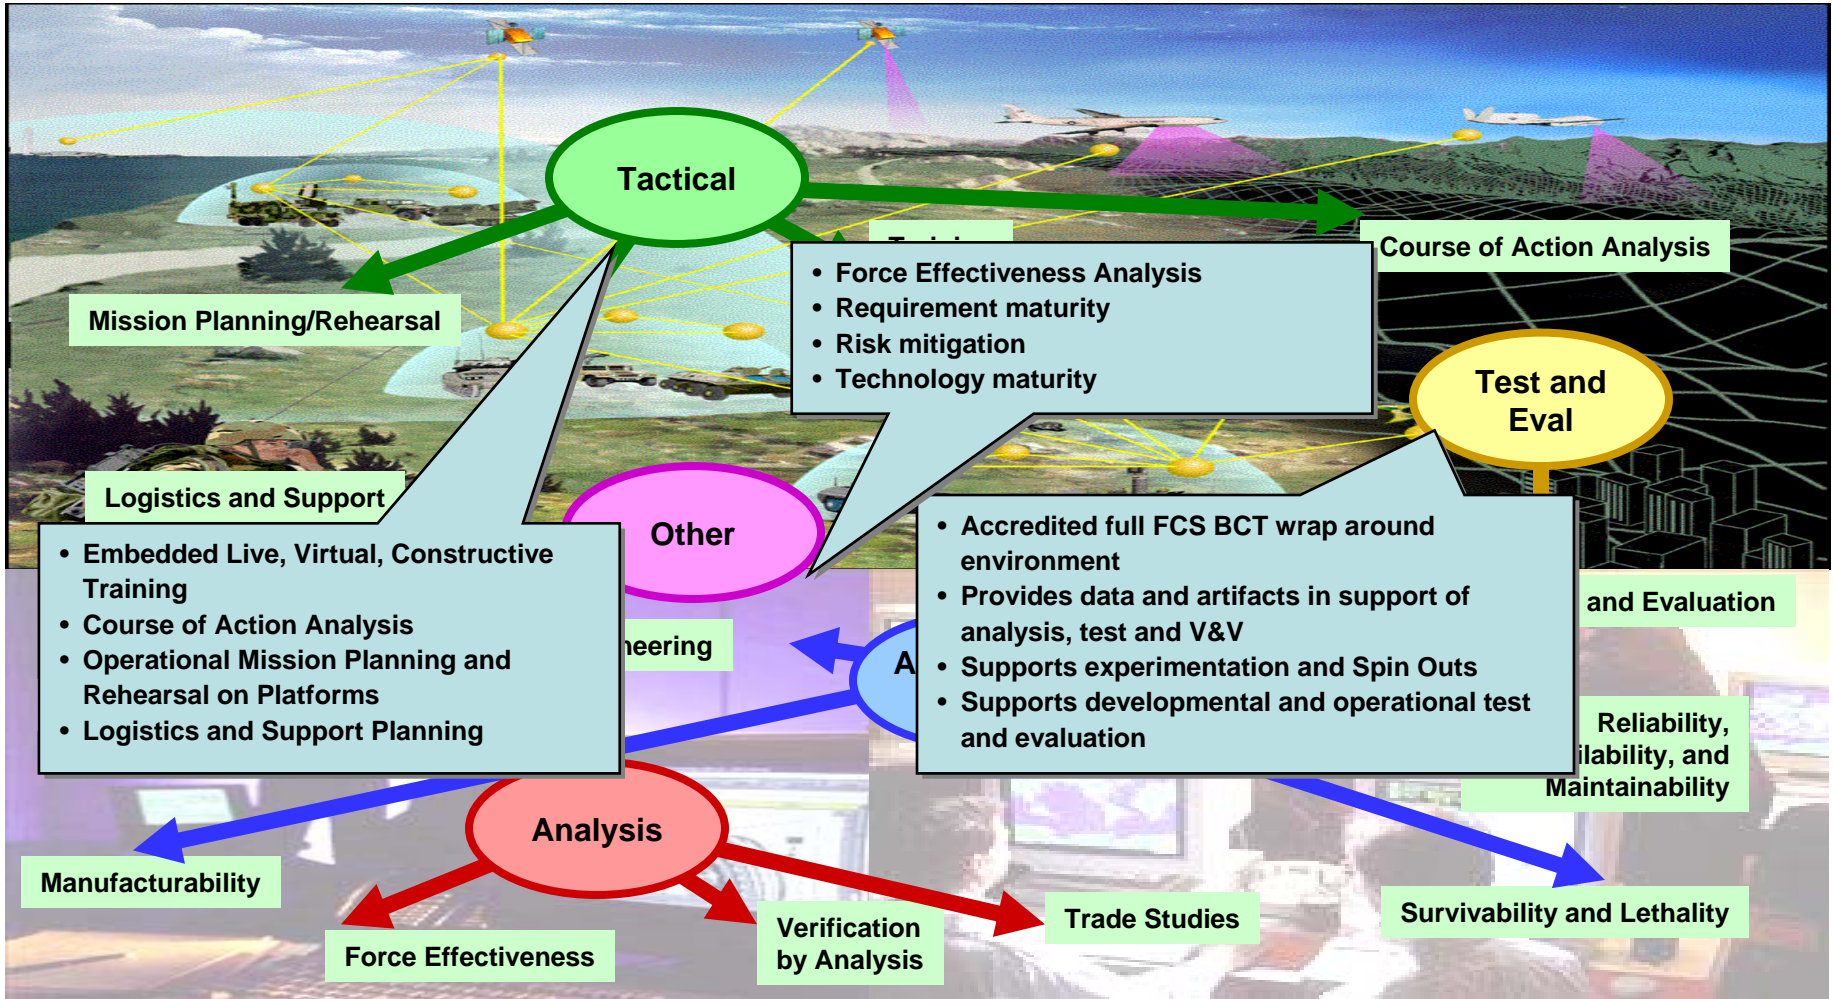 Tactical
Course of Action Analysis
Mission Planning/Rehearsal
• Force Effectiveness Analysis
• Requirement maturity
• Risk mitigation
• Technology maturity
Test and
Eval
Logistics and Support
Other
• Embedded Live, Virtual, Constructive
Training
• Course of Action Analysis
• Operational Mission Planning and
Rehearsal on Platforms
• Logistics and Support Planning
• Accredited full FCS BCT wrap around
environment
• Provides data and artifacts in support of
analysis, test and V&V
• Supports experimentation and Spin Outs
• Supports developmental and operational test
and evaluation
and Evaluation
neering
A
Reliability,
ilability, and
Maintainability
Analysis
Manufacturability
Force Effectiveness
Verification
by Analysis
Trade Studies
Survivability and Lethality